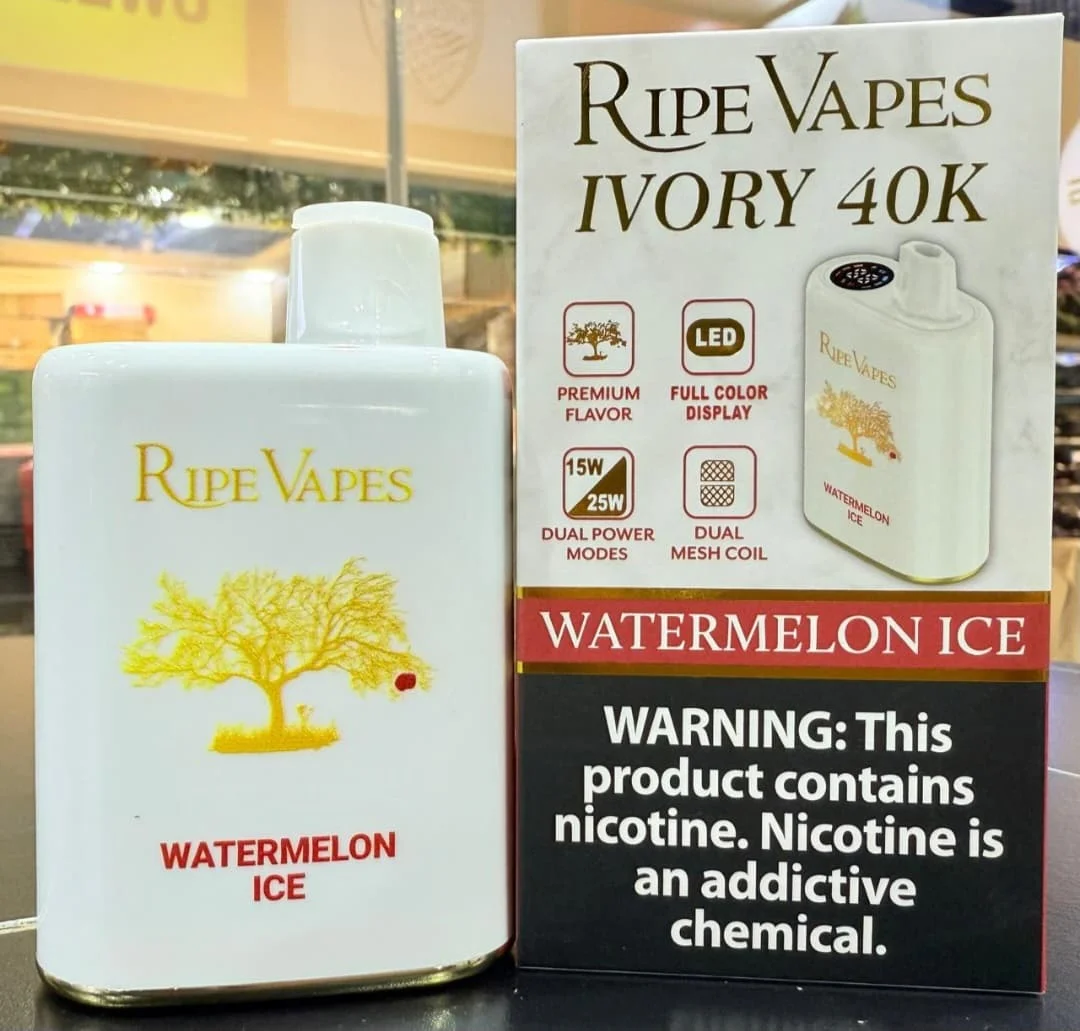 RIPE VAPES
WATERMELON
ICE
RIPE VAPES
IVORY 40K
PREMIUM
FLAVOR
LED
FULL COLOR
DISPLAY
15W
25W
DUAL POWER
MODES
DUAL
MESH COIL
RIPE VAPES
WATERMELON
ICE
WATERMELON ICE
WARNING: This
product contains
nicotine. Nicotine is
an addictive
chemical.